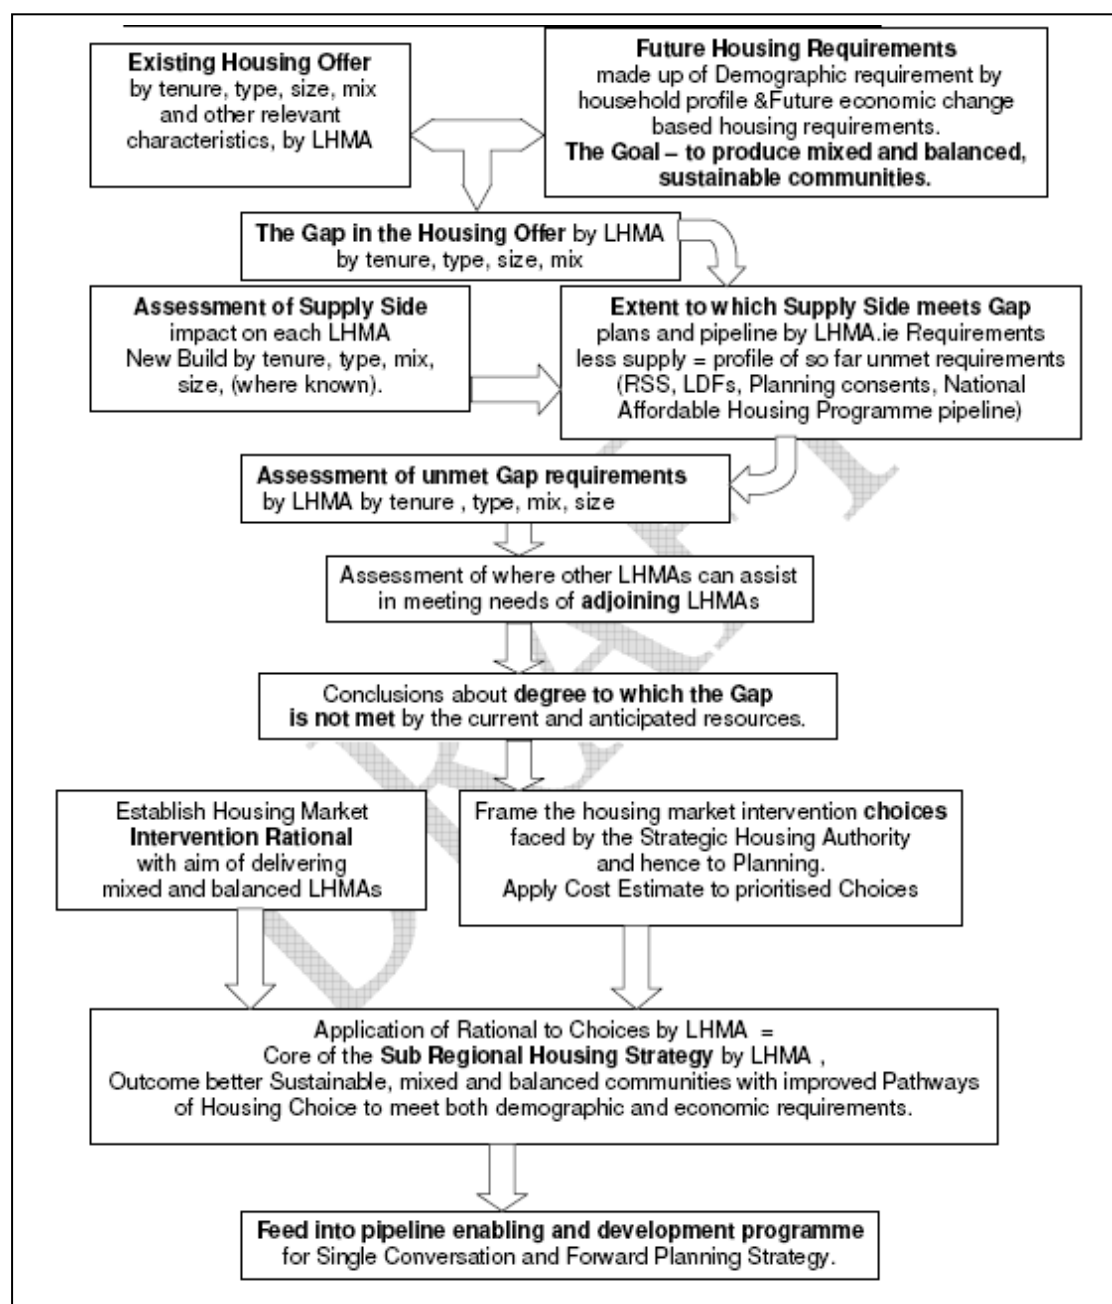 Existing Housing Offer
by tenure, type, size, mix
and other relevant
characteristics, by LHMA
Future Housing Requirements
made up of Demographic requirement by
household profile &Future economic change
based housing requirements.
The Goal – to produce mixed and balanced,
sustainable communities.
The Gap in the Housing Offer by LHMA
by tenure, type, size, mix
Assessment of Supply Side
impact on each LHMA
New Build by tenure, type, mix,
size, (where known).
Extent to which Supply Side meets Gap
plans and pipeline by LHMA.ie Requirements
less supply = profile of so far unmet requirements
(RSS, LDFs, Planning consents, National
Affordable Housing Programme pipeline)
Assessment of unmet Gap requirements
by LHMA by tenure , type, mix, size
Assessment of where other LHMAs can assist
in meeting needs of adjoining LHMAs
Conclusions about degree to which the Gap
is not met by the current and anticipated resources.
Establish Housing Market
Intervention Rational
with aim of delivering
mixed and balanced LHMAs
Frame the housing market intervention choices
faced by the Strategic Housing Authority
and hence to Planning.
Apply Cost Estimate to prioritised Choices
Application of Rational to Choices by LHMA =
Core of the Sub Regional Housing Strategy by LHMA ,
Outcome better Sustainable, mixed and balanced communities with improved Pathways
of Housing Choice to meet both demographic and economic requirements.
Feed into pipeline enabling and development programme
for Single Conversation and Forward Planning Strategy.
DRAFT